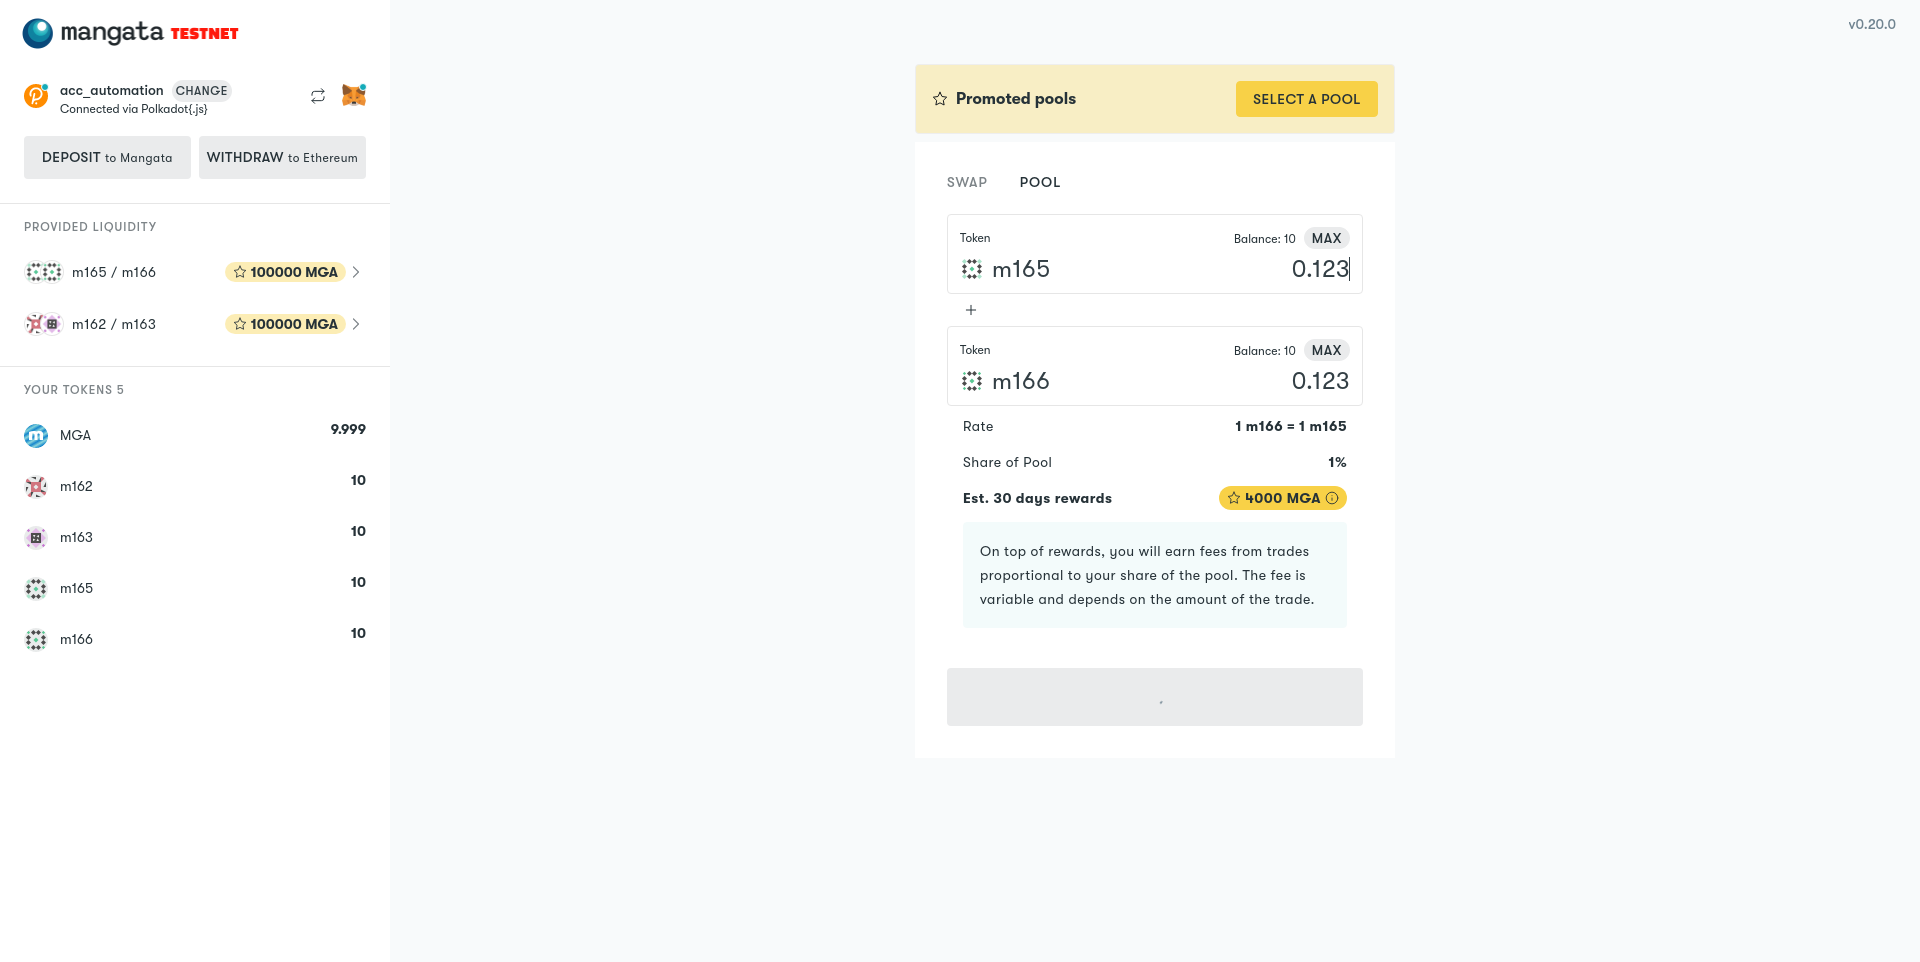 mangata TESTNET
acc_automation CHANGE
Connected via Polkadot{.js}
DEPOSIT to Mangata WITHDRAW to Ethereum
PROVIDED LIQUIDITY
m165 / m166 100000 MGA
m162 / m163 100000 MGA
YOUR TOKENS 5
MGA 9.999
m162 10
m163 10
m165 10
m166 10
v0.20.0
Promoted pools SELECT A POOL
SWAP POOL
Token Balance: 10 MAX
m165 0.123
+
Token Balance: 10 MAX
m166 0.123
Rate 1 m166 = 1 m165
Share of Pool 1%
Est. 30 days rewards 4000 MGA
On top of rewards, you will earn fees from trades
proportional to your share of the pool. The fee is
variable and depends on the amount of the trade.